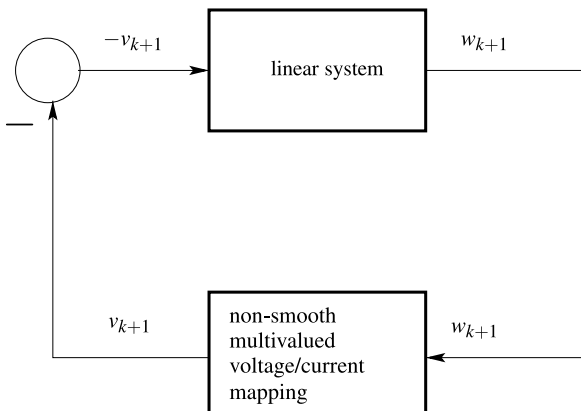 −v_{k+1}
w_{k+1}
linear system
−
v_{k+1}
non-smooth
multivalued
voltage/current
mapping
w_{k+1}